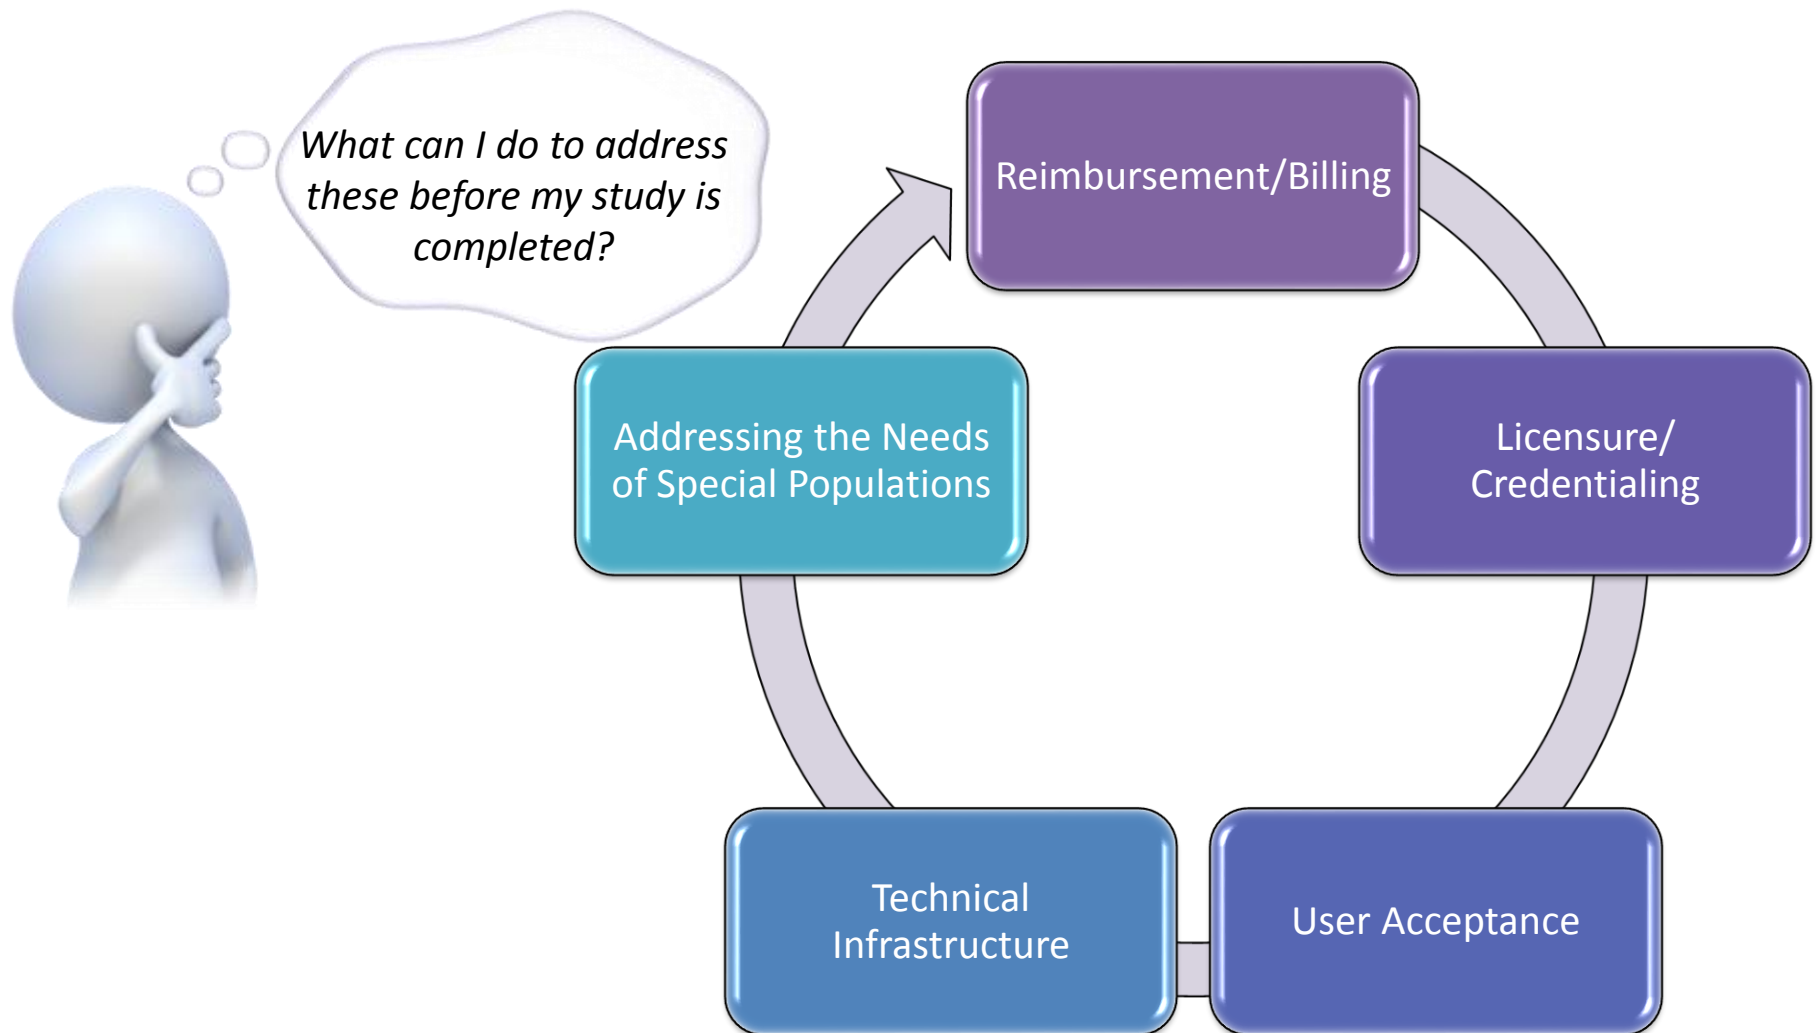 What can I do to address
these before my study is
completed?
Reimbursement/Billing
Licensure/
Credentialing
User Acceptance
Technical
Infrastructure
Addressing the Needs
of Special Populations